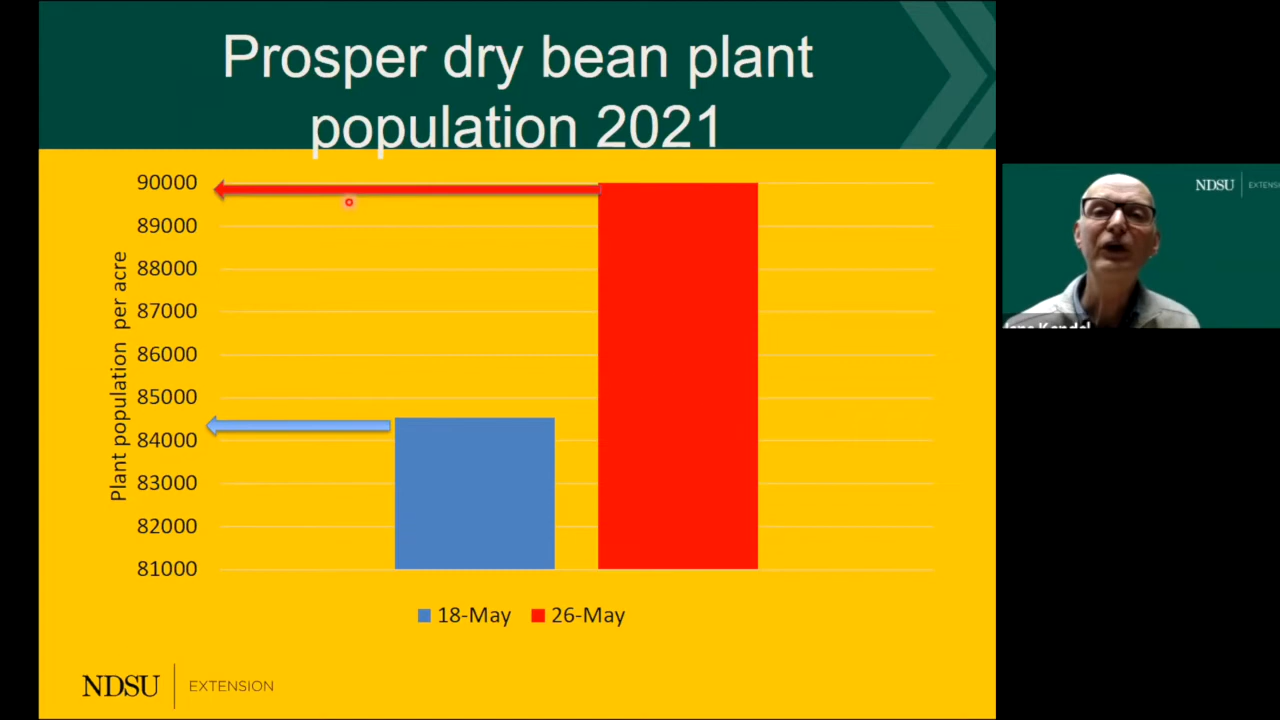 Prosper dry bean plant
population 2021
90000
89000
88000
87000
86000
85000
84000
83000
82000
81000
Plant population per acre
18-May
26-May
NDSU
EXTENSION
NDSU